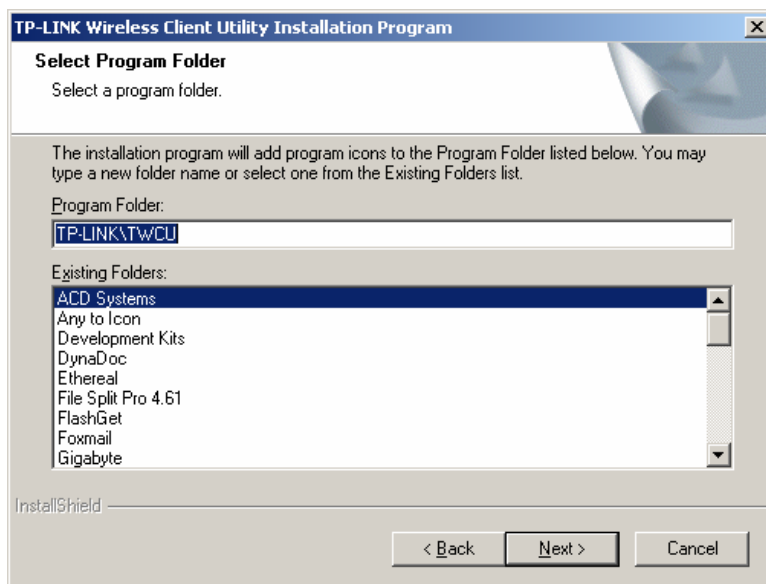 TP-LINK Wireless Client Utility Installation Program
Select Program Folder
Select a program folder.
The installation program will add program icons to the Program Folder listed below. You may
type a new folder name or select one from the Existing Folders list.
Program Folder:
TP-LINK\TWCU
Existing Folders:
ACD Systems
Any to Icon
Development Kits
DynaDoc
Ethereal
File Split Pro 4.61
FlashGet
Foxmail
Gigabyte
InstallShield
< Back Next > Cancel